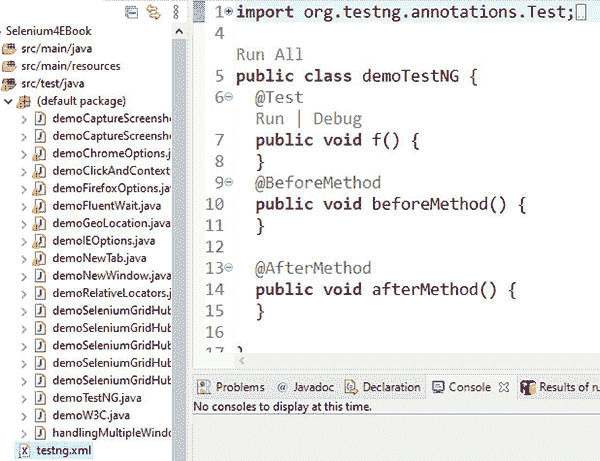 Selenium4EBook
src/main/java
src/main/resources
src/test/java
(default package)
demoCaptureScreensh
demoCaptureScreensh
demoChromeOptions.j
demoClickAndContext
demoFirefoxOptions.ja
demoFluentWait.java
demoGeoLocation.java
demoIEOptions.java
demoNewTab.java
demoNewWindow.java
demoRelativeLocators.j
demoSeleniumGridHub
demoSeleniumGridHub
demoSeleniumGridHub
demoSeleniumGridHub
demoTestNG.java
demoW3C.java
handlingMultipleWindo
testng.xml
1 import org.testng.annotations.Test;
4
Run All
5 public class demoTestNG {
6 @Test
Run | Debug
7 public void f() {
8 }
9 @BeforeMethod
10 public void beforeMethod() {
11 }
12
13 @AfterMethod
14 public void afterMethod() {
15 }
16
17 }
Problems @ Javadoc Declaration Console Results of ru
No consoles to display at this time.